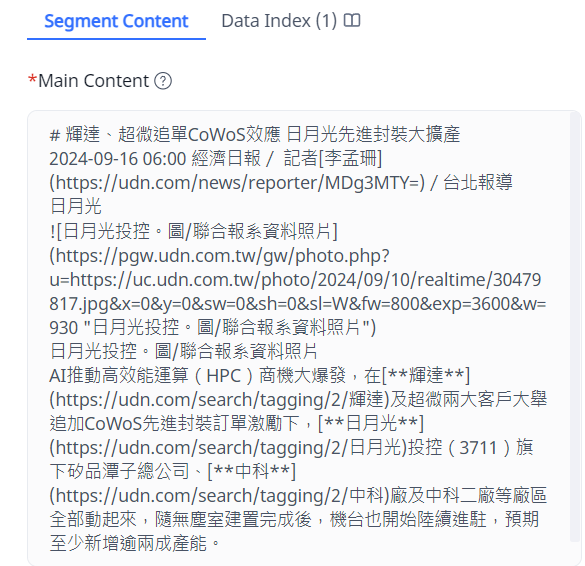 Segment Content
Data Index (1)
*Main Content
# 輝達、超微追單CoWoS效應 日月光先進封裝大擴產
2024-09-16 06:00 經濟日報／ 記者[李孟珊]
(https://udn.com/news/reporter/MDg3MTY=)／台北報導
日月光
![日月光投控。圖/聯合報系資料照片]
(https://pgw.udn.com.tw/gw/photo.php?
u=https://uc.udn.com.tw/photo/2024/09/10/realtime/30479
817.jpg&x=0&y=0&sw=0&sh=0&sl=W&fw=800&exp=3600&w=
930 "日月光投控。圖/聯合報系資料照片")
日月光投控。圖/聯合報系資料照片
AI推動高效能運算（HPC）商機大爆發，在[**輝達**]
(https://udn.com/search/tagging/2/輝達)及超微兩大客戶大舉
追加CoWoS先進封裝訂單激勵下，[**日月光**]
(https://udn.com/search/tagging/2/日月光)投控（3711）旗
下矽品潭子總公司、[**中科**]
(https://udn.com/search/tagging/2/中科)廠及中科二廠等廠區
全部動起來，隨無塵室建置完成後，機台也開始陸續進駐，預期
至少新增逾兩成產能。